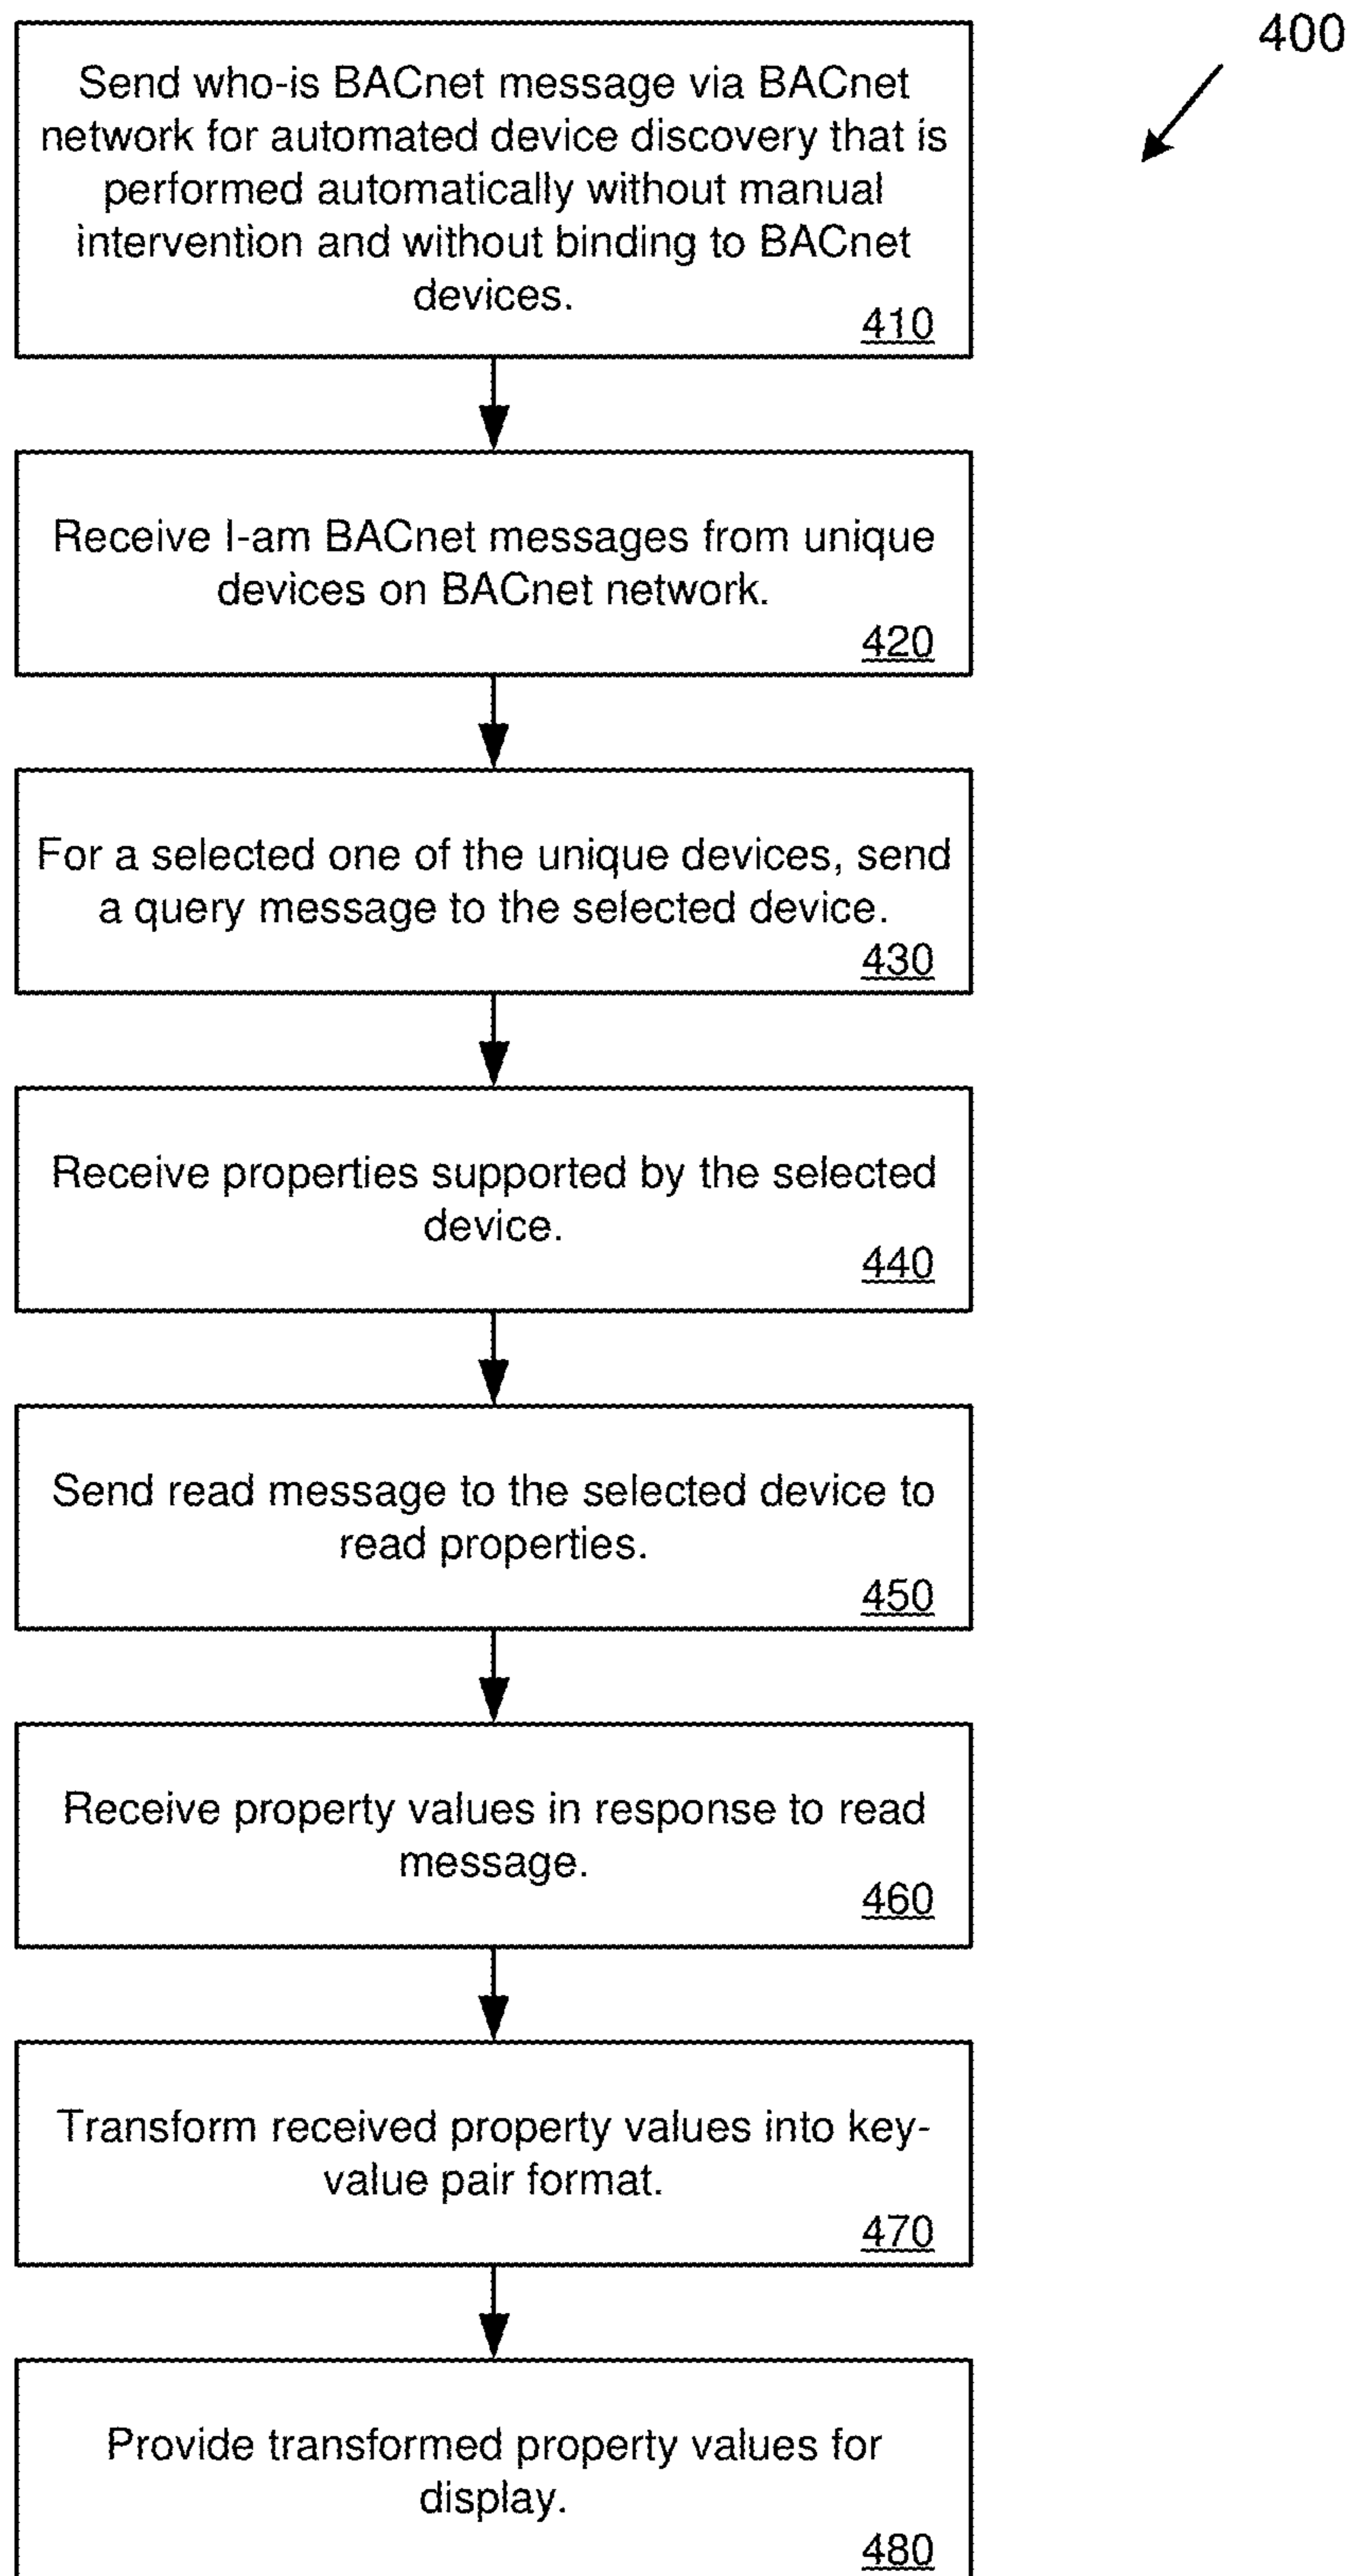 400
Send who-is BACnet message via BACnet
network for automated device discovery that is
performed automatically without manual
intervention and without binding to BACnet
devices.
410
Receive I-am BACnet messages from unique
devices on BACnet network.
420
For a selected one of the unique devices, send
a query message to the selected device.
430
Receive properties supported by the selected
device.
440
Send read message to the selected device to
read properties.
450
Receive property values in response to read
message.
460
Transform received property values into key-
value pair format.
470
Provide transformed property values for
display.
480